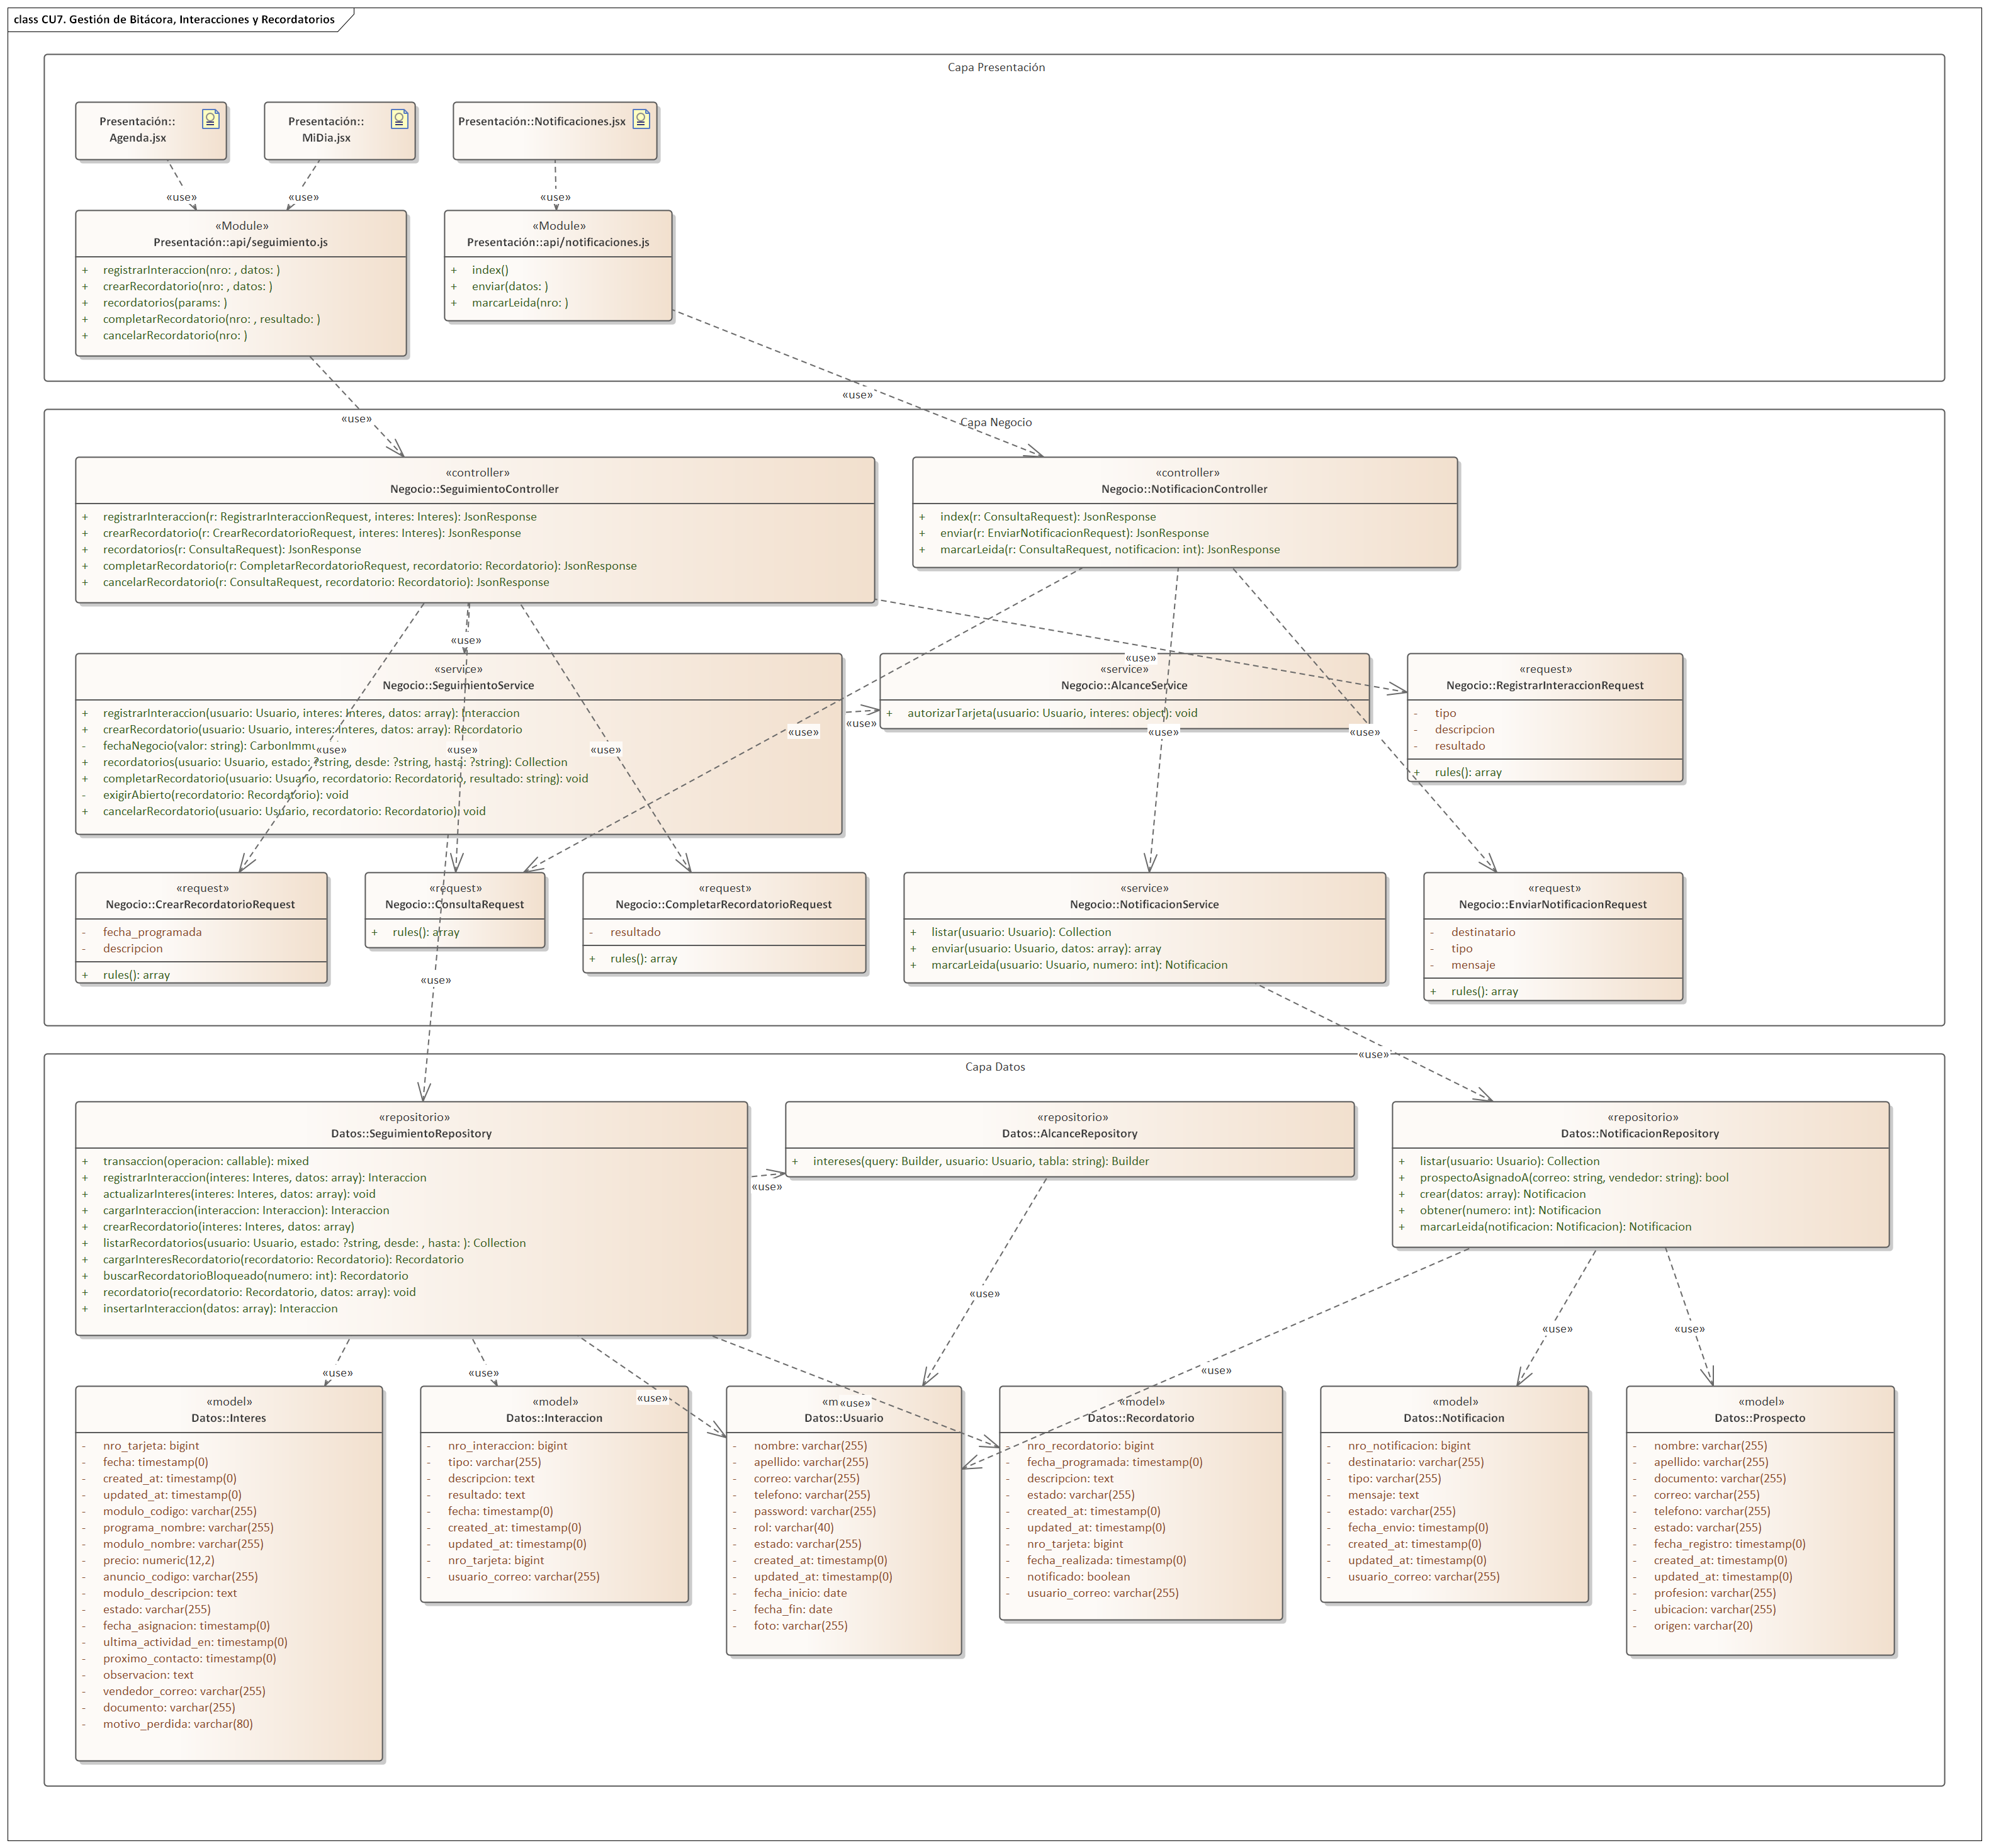 class CU7. Gestión de Bitácora, Interacciones y Recordatorios
Capa Presentación
Presentación::
Agenda.jsx
Presentación::
MiDia.jsx
Presentación::Notificaciones.jsx
«use»
«use»
«use»
«Module»
Presentación::api/seguimiento.js
+ registrarInteraccion(nro: , datos: )
+ crearRecordatorio(nro: , datos: )
+ recordatorios(params: )
+ completarRecordatorio(nro: , resultado: )
+ cancelarRecordatorio(nro: )
«Module»
Presentación::api/notificaciones.js
+ index()
+ enviar(datos: )
+ marcarLeida(nro: )
«use»
«use»
Capa Negocio
«controller»
Negocio::SeguimientoController
+ registrarInteraccion(r: RegistrarInteraccionRequest, interes: Interes): JsonResponse
+ crearRecordatorio(r: CrearRecordatorioRequest, interes: Interes): JsonResponse
+ recordatorios(r: ConsultaRequest): JsonResponse
+ completarRecordatorio(r: CompletarRecordatorioRequest, recordatorio: Recordatorio): JsonResponse
+ cancelarRecordatorio(r: ConsultaRequest, recordatorio: Recordatorio): JsonResponse
«controller»
Negocio::NotificacionController
+ index(r: ConsultaRequest): JsonResponse
+ enviar(r: EnviarNotificacionRequest): JsonResponse
+ marcarLeida(r: ConsultaRequest, notificacion: int): JsonResponse
«use»
«use»
«service»
Negocio::SeguimientoService
+ registrarInteraccion(usuario: Usuario, interes: Interes, datos: array): Interaccion
+ crearRecordatorio(usuario: Usuario, interes: Interes, datos: array): Recordatorio
- fechaNegocio(valor: string):
+ recordatorios(usuario: Usuario, estado: ?string, desde: ?string, hasta: ?string): Collection
+ completarRecordatorio(usuario: Usuario, recordatorio: Recordatorio, resultado: string): void
- exigirAbierto(recordatorio: Recordatorio): void
+ cancelarRecordatorio(usuario: Usuario, recordatorio: Recordatorio): void
«service»
Negocio::AlcanceService
+ autorizarTarjeta(usuario: Usuario, interes: object): void
«request»
Negocio::RegistrarInteraccionRequest
- tipo
- descripcion
- resultado
+ rules(): array
«use»
«use»
«use»
«use»
«use»
«use»
«use»
«request»
Negocio::CrearRecordatorioRequest
- fecha_programada
- descripcion
+ rules(): array
«request»
Negocio::ConsultaRequest
+ rules(): array
«request»
Negocio::CompletarRecordatorioRequest
- resultado
+ rules(): array
«service»
Negocio::NotificacionService
+ listar(usuario: Usuario): Collection
+ enviar(usuario: Usuario, datos: array): array
+ marcarLeida(usuario: Usuario, numero: int): Notificacion
«request»
Negocio::EnviarNotificacionRequest
- destinatario
- tipo
- mensaje
+ rules(): array
«use»
«use»
Capa Datos
«repositorio»
Datos::SeguimientoRepository
+ transaccion(operacion: callable): mixed
+ registrarInteraccion(interes: Interes, datos: array): Interaccion
+ actualizarInteres(interes: Interes, datos: array): void
+ cargarInteraccion(interaccion: Interaccion): Interaccion
+ crearRecordatorio(interes: Interes, datos: array)
+ listarRecordatorios(usuario: Usuario, estado: ?string, desde: , hasta: ): Collection
+ cargarInteresRecordatorio(recordatorio: Recordatorio): Recordatorio
+ buscarRecordatorioBloqueado(numero: int): Recordatorio
+ recordatorio(recordatorio: Recordatorio, datos: array): void
+ insertarInteraccion(datos: array): Interaccion
«use»
«repositorio»
Datos::AlcanceRepository
+ intereses(query: Builder, usuario: Usuario, tabla: string): Builder
«repositorio»
Datos::NotificacionRepository
+ listar(usuario: Usuario): Collection
+ prospectoAsignadoA(correo: string, vendedor: string): bool
+ crear(datos: array): Notificacion
+ obtener(numero: int): Notificacion
+ marcarLeida(notificacion: Notificacion): Notificacion
«use»
«use»
«use»
«use»
«use»
«use»
«use»
«use»
«model»
Datos::Interes
- nro_tarjeta: bigint
- fecha: timestamp(0)
- created_at: timestamp(0)
- updated_at: timestamp(0)
- modulo_codigo: varchar(255)
- programa_nombre: varchar(255)
- modulo_nombre: varchar(255)
- precio: numeric(12,2)
- anuncio_codigo: varchar(255)
- modulo_descripcion: text
- estado: varchar(255)
- fecha_asignacion: timestamp(0)
- ultima_actividad_en: timestamp(0)
- proximo_contacto: timestamp(0)
- observacion: text
- vendedor_correo: varchar(255)
- documento: varchar(255)
- motivo_perdida: varchar(80)
«model»
Datos::Interaccion
- nro_interaccion: bigint
- tipo: varchar(255)
- descripcion: text
- resultado: text
- fecha: timestamp(0)
- created_at: timestamp(0)
- updated_at: timestamp(0)
- nro_tarjeta: bigint
- usuario_correo: varchar(255)
Datos::Usuario
- nombre: varchar(255)
- apellido: varchar(255)
- correo: varchar(255)
- telefono: varchar(255)
- password: varchar(255)
- rol: varchar(40)
- estado: varchar(255)
- created_at: timestamp(0)
- updated_at: timestamp(0)
- fecha_inicio: date
- fecha_fin: date
- foto: varchar(255)
«model»
Datos::Recordatorio
- nro_recordatorio: bigint
- fecha_programada: timestamp(0)
- descripcion: text
- estado: varchar(255)
- created_at: timestamp(0)
- updated_at: timestamp(0)
- nro_tarjeta: bigint
- fecha_realizada: timestamp(0)
- notificado: boolean
- usuario_correo: varchar(255)
«model»
Datos::Notificacion
- nro_notificacion: bigint
- destinatario: varchar(255)
- tipo: varchar(255)
- mensaje: text
- estado: varchar(255)
- fecha_envio: timestamp(0)
- created_at: timestamp(0)
- updated_at: timestamp(0)
- usuario_correo: varchar(255)
«model»
Datos::Prospecto
- nombre: varchar(255)
- apellido: varchar(255)
- documento: varchar(255)
- correo: varchar(255)
- telefono: varchar(255)
- estado: varchar(255)
- fecha_registro: timestamp(0)
- created_at: timestamp(0)
- updated_at: timestamp(0)
- profesion: varchar(255)
- ubicacion: varchar(255)
- origen: varchar(20)